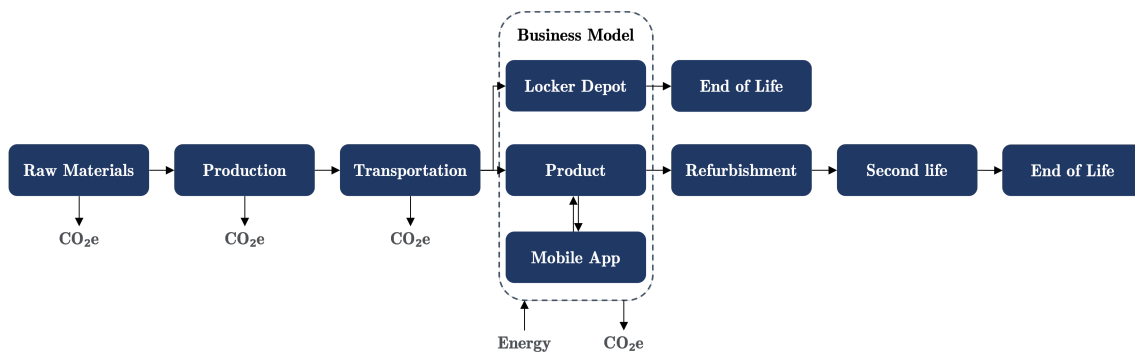 Business Model
Locker Depot
End of Life
Raw Materials
Production
Transportation
Product
Refurbishment
Second life
End of Life
CO₂e
CO₂e
CO₂e
Mobile App
Energy
CO₂e